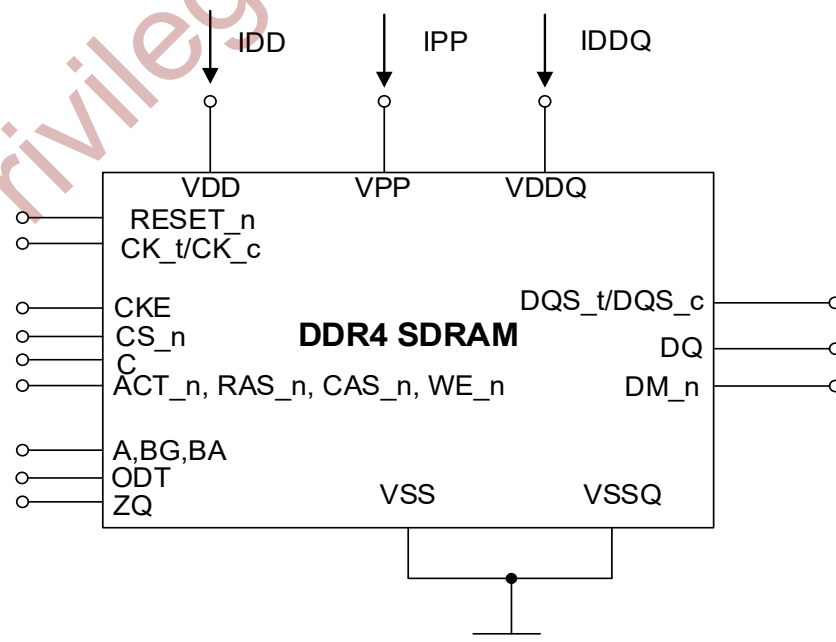 IDD IPP IDDQ
VDD VPP VDDQ
RESET_n
CK_t/CK_c
CKE
CS_n
C
ACT_n, RAS_n, CAS_n, WE_n
A,BG,BA
ODT
ZQ
DDR4 SDRAM
DQS_t/DQS_c
DQ
DM_n
VSS VSSQ